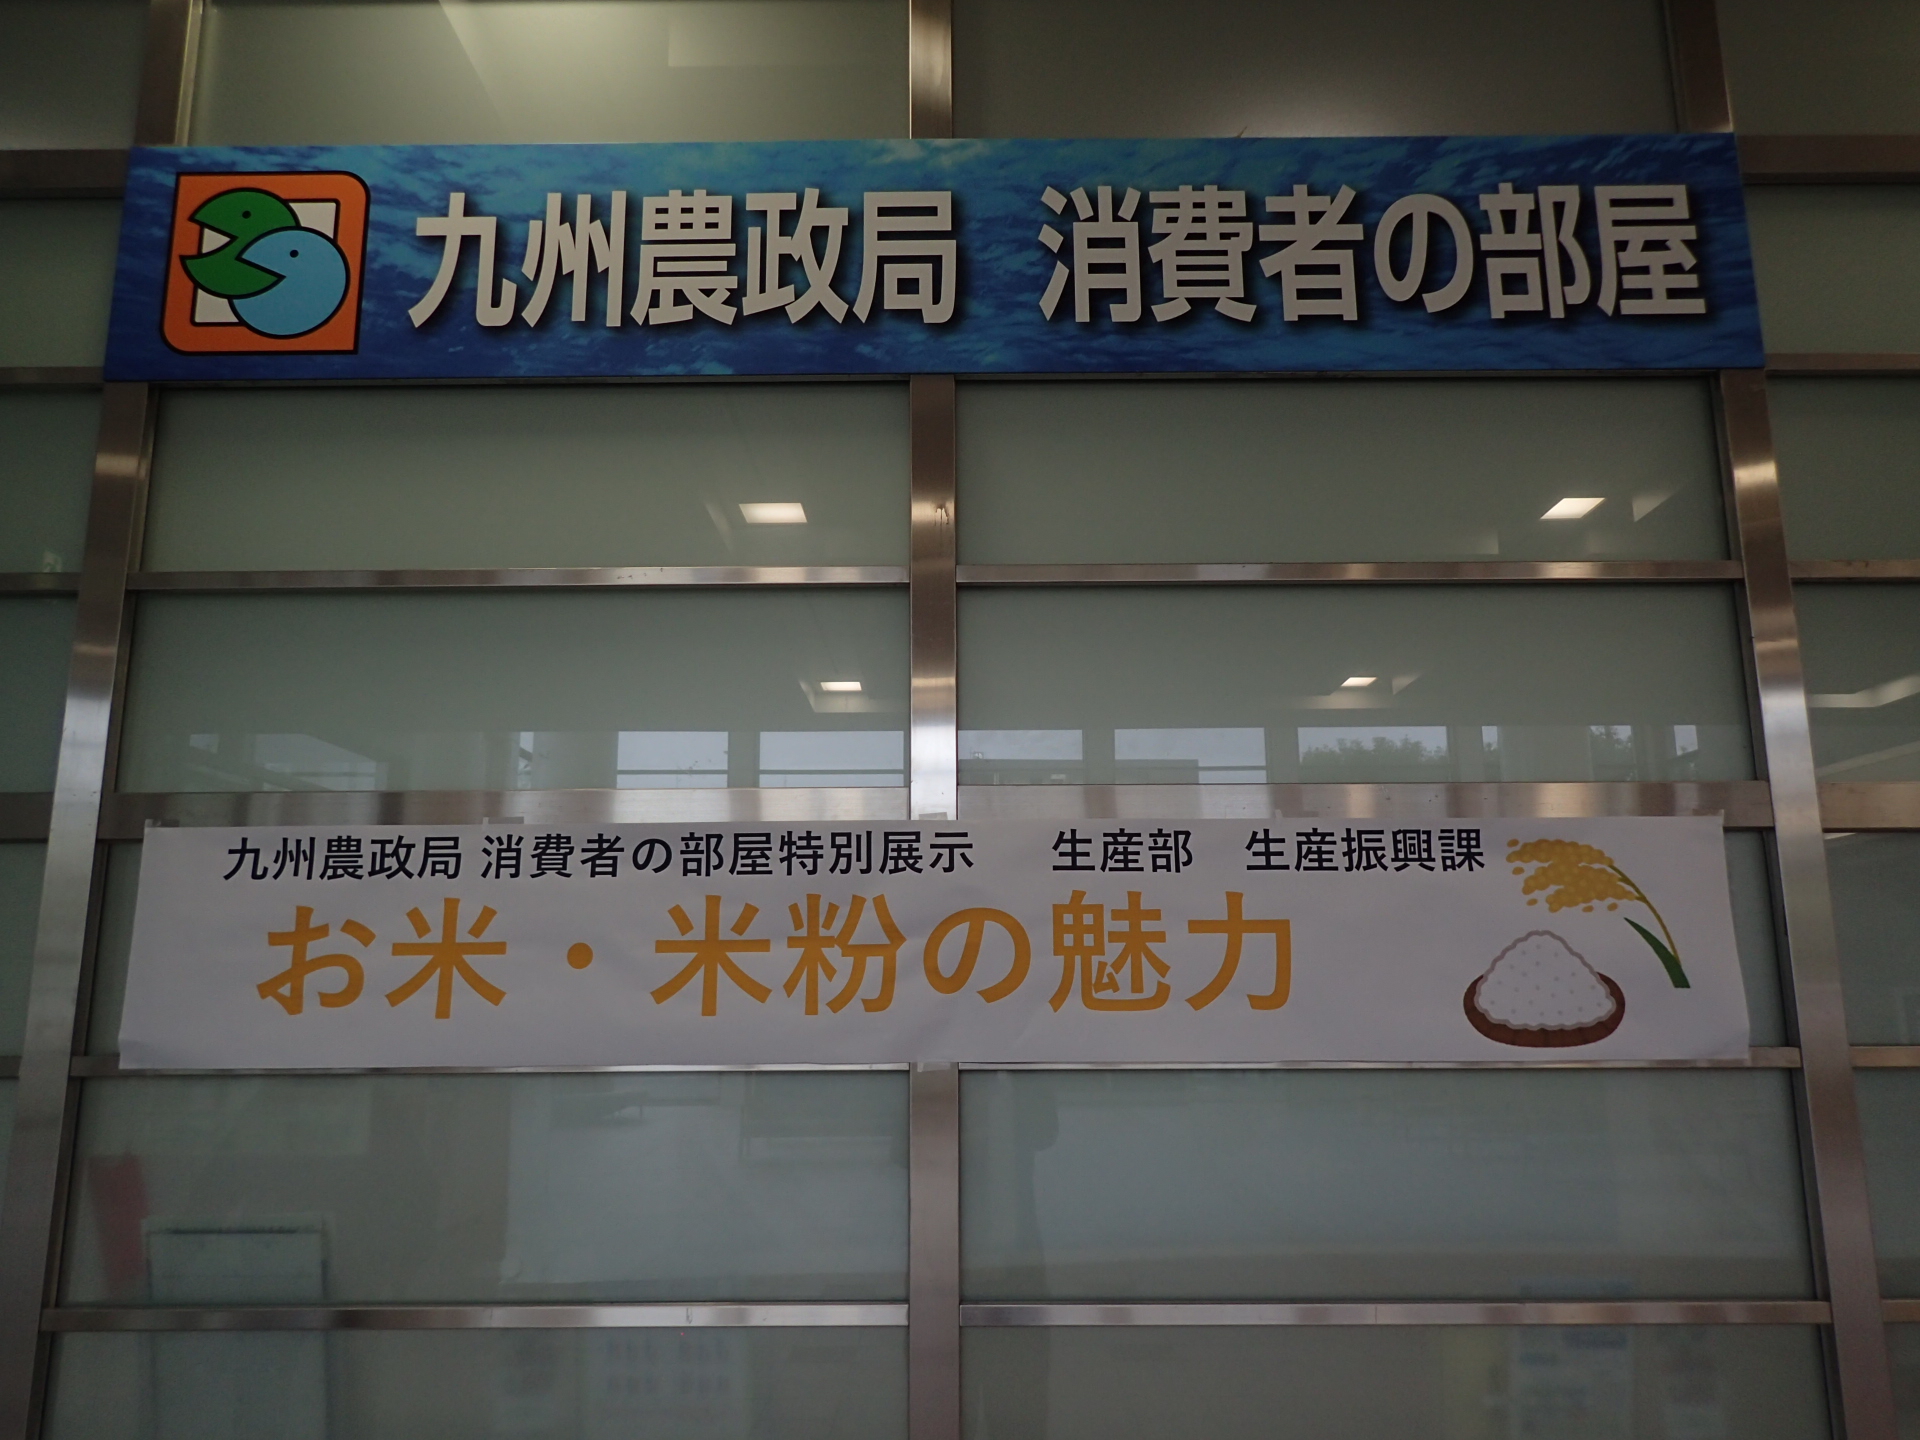 九州農政局 消費者の部屋
九州農政局 消費者の部屋特別展示 生産部 生産振興課
お米・米粉の魅力